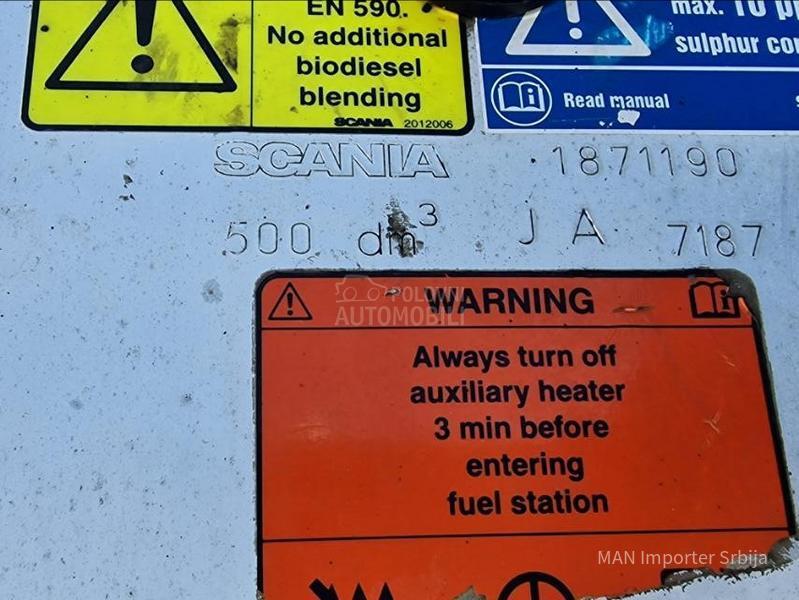 EN 590.
No additional
biodiesel
blending
SCANIA 2012006
max. 10
sulphur
Read manual
SCANIA 1871190
500 dm³ J A 7187
WARNING
POLOVNI
AUTOMOBILI
Always turn off
auxiliary heater
3 min before
entering
fuel station
MAN Importer Srbija